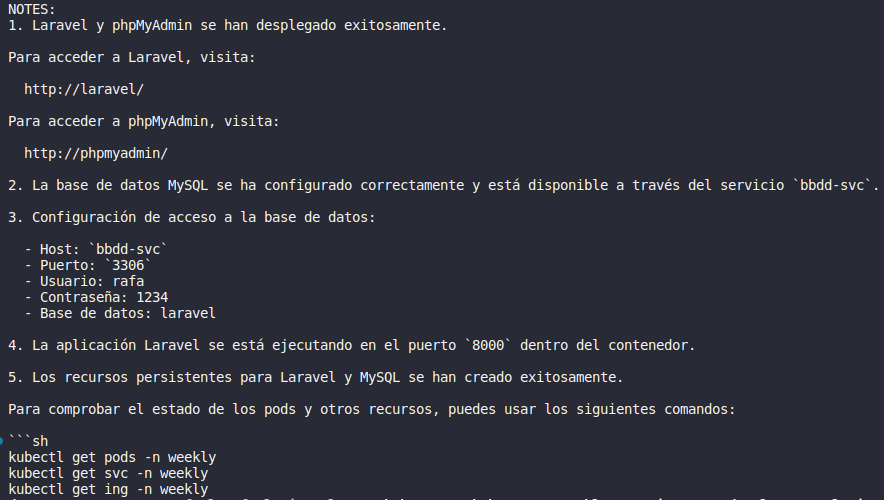 NOTES:
1. Laravel y phpMyAdmin se han desplegado exitosamente.
Para acceder a Laravel, visita:
http://laravel/
Para acceder a phpMyAdmin, visita:
http://phpmyadmin/
2. La base de datos MySQL se ha configurado correctamente y está disponible a través del servicio `bbdd-svc`.
3. Configuración de acceso a la base de datos:
- Host: `bbdd-svc`
- Puerto: `3306`
- Usuario: rafa
- Contraseña: 1234
- Base de datos: laravel
4. La aplicación Laravel se está ejecutando en el puerto `8000` dentro del contenedor.
5. Los recursos persistentes para Laravel y MySQL se han creado exitosamente.
Para comprobar el estado de los pods y otros recursos, puedes usar los siguientes comandos:
```sh
kubectl get pods -n weekly
kubectl get svc -n weekly
kubectl get ing -n weekly